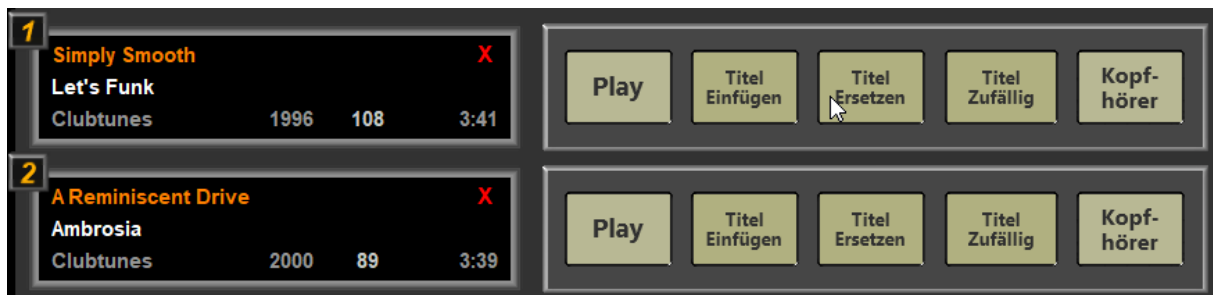 1
Simply Smooth X
Let's Funk
Clubtunes 1996 108 3:41
Play
Titel
Einfügen
Titel
Ersetzen
Titel
Zufällig
Kopf-
hörer
2
A Reminiscent Drive X
Ambrosia
Clubtunes 2000 89 3:39
Play
Titel
Einfügen
Titel
Ersetzen
Titel
Zufällig
Kopf-
hörer